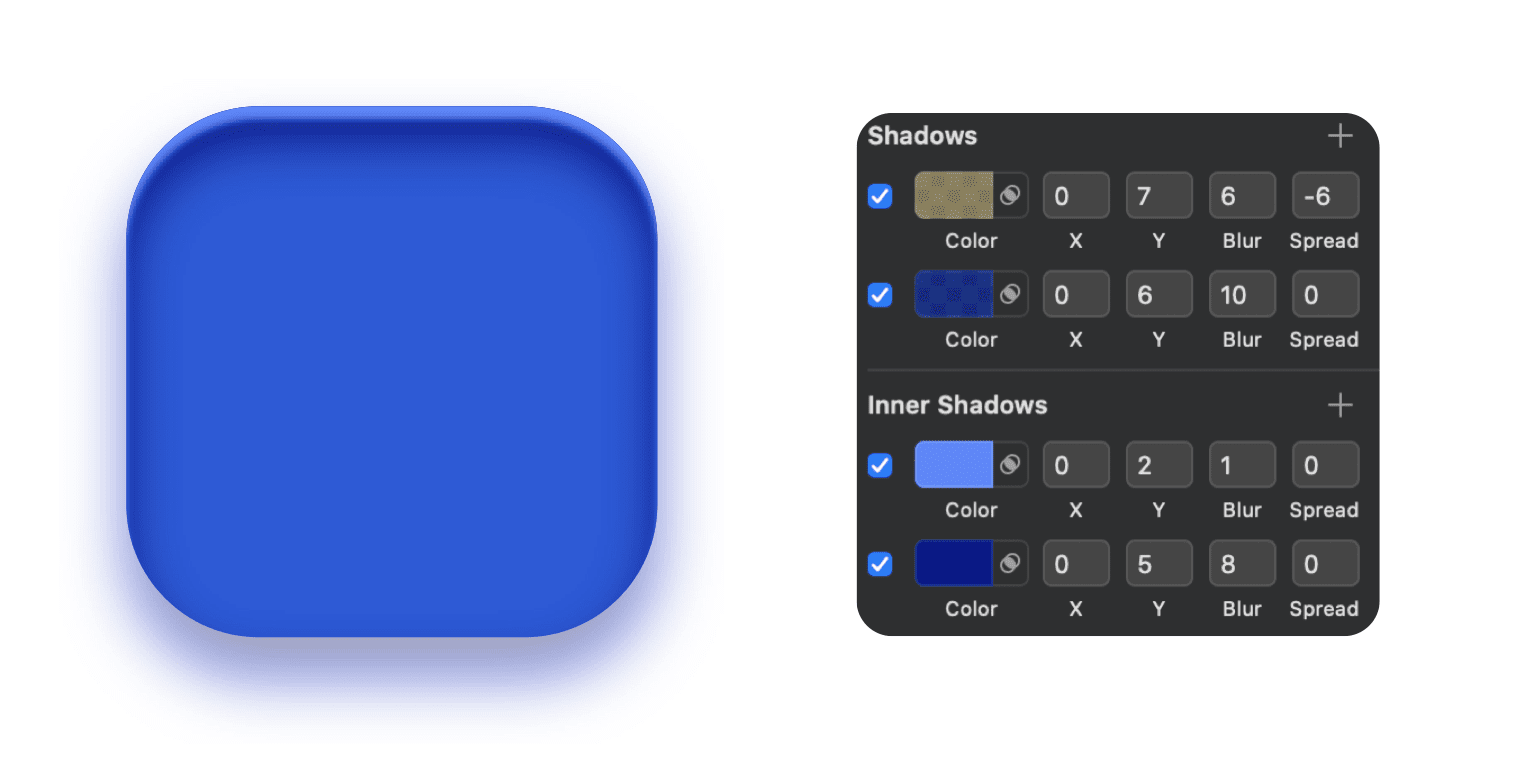 Shadows
0 7 6 -6
Color X Y Blur Spread
0 6 10 0
Color X Y Blur Spread
Inner Shadows
0 2 1 0
Color X Y Blur Spread
0 5 8 0
Color X Y Blur Spread